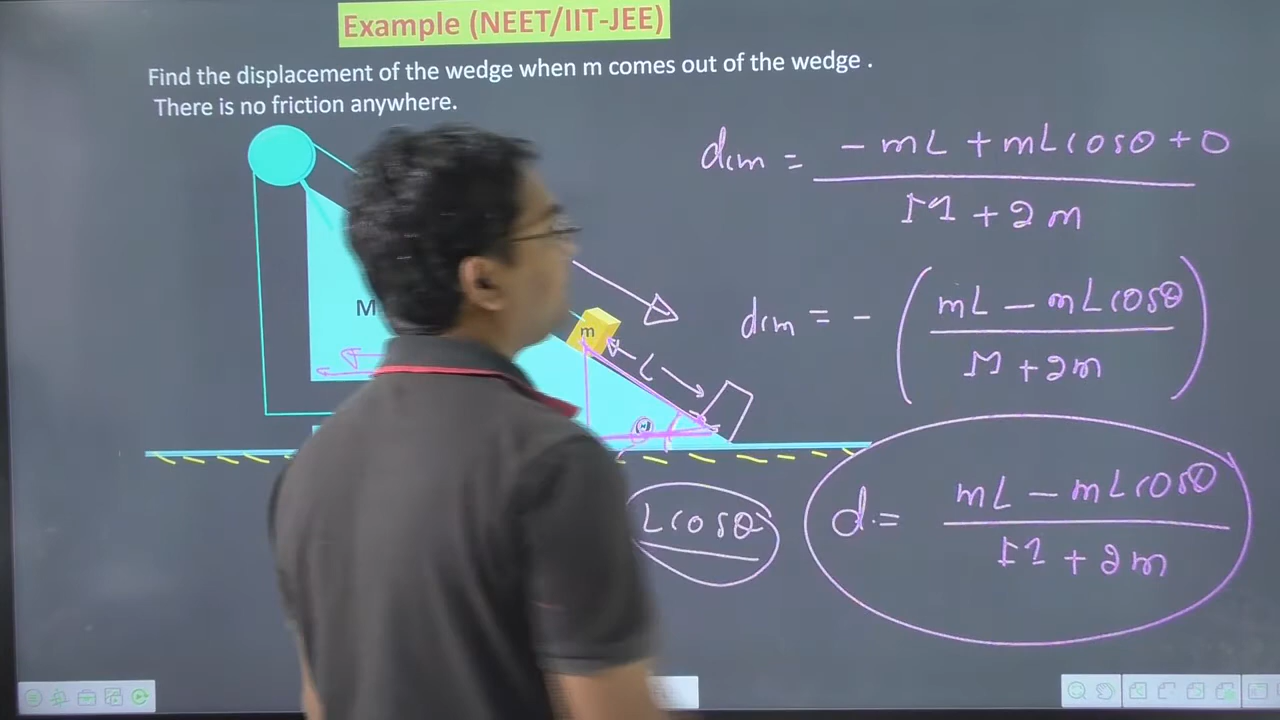 Example (NEET/IIT-JEE)
Find the displacement of the wedge when m comes out of the wedge .
There is no friction anywhere.
dcm = -mL + mLcosθ + 0
M + 2m
dcm = - (mL - mLcosθ)
M + 2m
M
m
L
Lcosθ
d = mL - mLcosθ
M + 2m